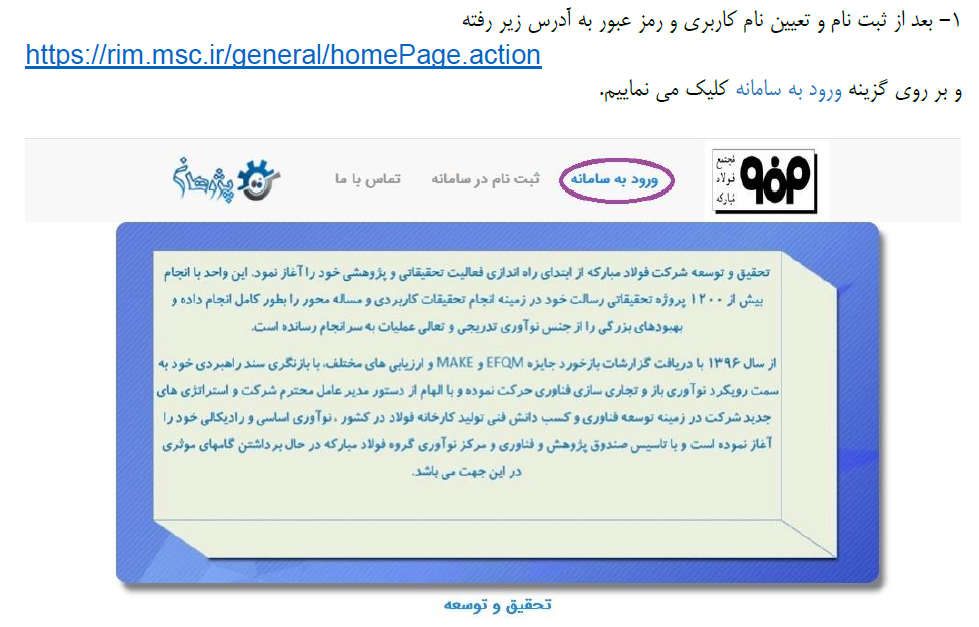 ۱- بعد از ثبت نام و تعیین نام کاربری و رمز عبور به آدرس زیر رفته
https://rim.msc.ir/general/homePage.action
و بر روی گزینه ورود به سامانه کلیک می نماییم.
مجتمع فولاد مبارکه
ورود به سامانه
ثبت نام در سامانه
تماس با ما
تحقیق و توسعه شرکت فولاد مبارکه از ابتدای راه اندازی فعالیت تحقیقاتی و پژوهشی خود را آغاز نمود. این واحد با انجام
بیش از ۱۲۰۰ پروژه تحقیقاتی رسالت خود در زمینه انجام تحقیقات کاربردی و مساله محور را بطور کامل انجام داده و
بهبودهای بزرگی را از جنس نوآوری تدریجی و تعالی عملیات به سرانجام رسانده است.
از سال ۱۳۹۶ با دریافت گزارشات بازخورد جایزه EFQM و MAKE و ارزیابی های مختلف، با بازنگری سند راهبردی خود به
سمت رویکرد نوآوری باز و تجاری سازی فناوری حرکت نموده و با الهام از دستور مدیر عامل محترم شرکت و استراتژی های
جدید شرکت در زمینه توسعه فناوری و کسب دانش فنی تولید کارخانه فولاد در کشور ، نوآوری اساسی و رادیکالی خود را
آغاز نموده است و با تاسیس صندوق پژوهش و فناوری و مرکز نوآوری گروه فولاد مبارکه در حال برداشتن گامهای موثری
در این جهت می باشد.
تحقیق و توسعه